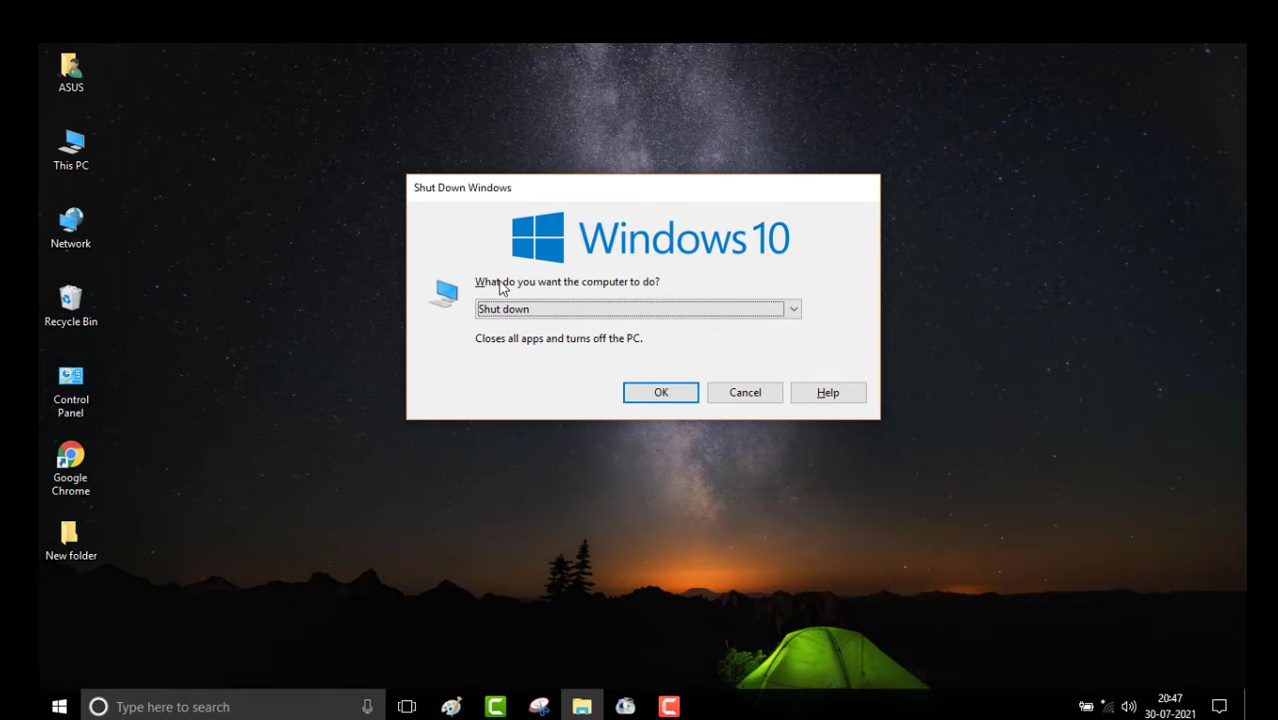 ASUS
This PC
Network
Recycle Bin
Control
Panel
Google
Chrome
New folder
Shut Down Windows
Windows 10
What do you want the computer to do?
Shut down
Closes all apps and turns off the PC.
OK
Cancel
Help
Type here to search
20:47
30-07-2021